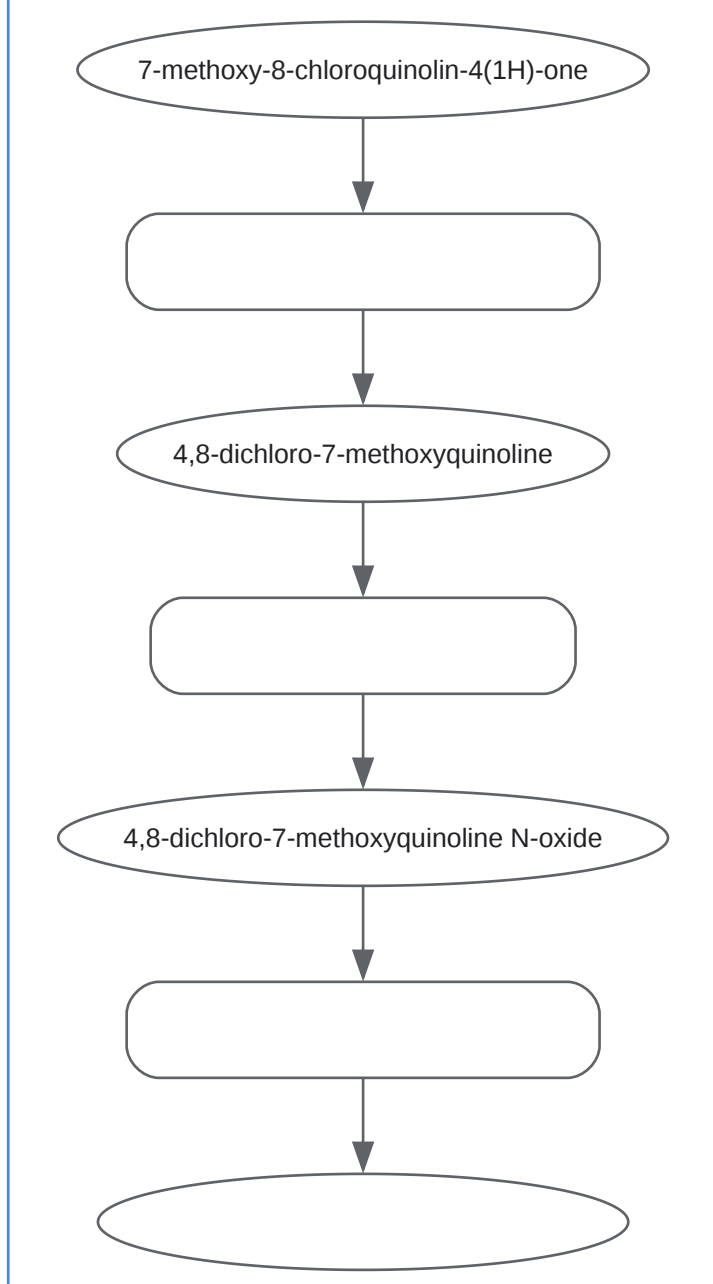 7-methoxy-8-chloroquinolin-4(1H)-one
4,8-dichloro-7-methoxyquinoline
4,8-dichloro-7-methoxyquinoline N-oxide